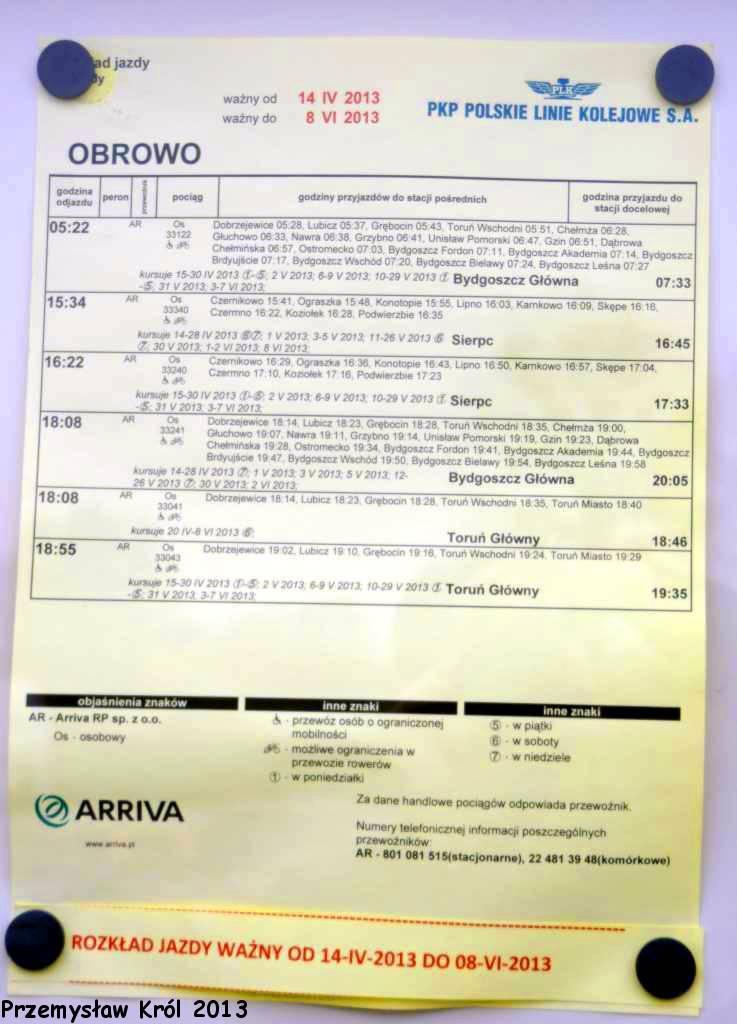 ad jazdy
dy
ważny od 14 IV 2013
ważny do 8 VI 2013
PLK
PKP POLSKIE LINIE KOLEJOWE S.A.
OBROWO
godzina odjazdu peron przewoźnik pociąg godziny przyjazdów do stacji pośrednich godzina przyjazdu do stacji docelowej
05:22 AR Os Dobrzejewice 05:28, Lubicz 05:37, Grębocin 05:43, Toruń Wschodni 05:51, Chełmża 06:28,
33122 Głuchowo 06:33, Nawra 06:38, Grzybno 06:41, Unisław Pomorski 06:47, Gzin 06:51, Dąbrowa
Chełmińska 06:57, Ostromecko 07:03, Bydgoszcz Fordon 07:11, Bydgoszcz Akademia 07:14, Bydgoszcz
Brdyujście 07:17, Bydgoszcz Wschód 07:20, Bydgoszcz Bielawy 07:24, Bydgoszcz Leśna 07:27
kursuje 15-30 IV 2013 ①-⑤; 2 V 2013; 6-9 V 2013; 10-29 V 2013 ① Bydgoszcz Główna 07:33
-⑤; 31 V 2013; 3-7 VI 2013;
15:34 AR Os Czernikowo 15:41, Ograszka 15:48, Konotopie 15:55, Lipno 16:03, Karnkowo 16:09, Skępe 16:16,
33340 Czermno 16:22, Koziołek 16:28, Podwierzbie 16:35
kursuje 14-28 IV 2013 ⑥⑦; 1 V 2013; 3-5 V 2013; 11-26 V 2013 ⑥ Sierpc 16:45
⑦; 30 V 2013; 1-2 VI 2013; 8 VI 2013;
16:22 AR Os Czernikowo 16:29, Ograszka 16:36, Konotopie 16:43, Lipno 16:50, Karnkowo 16:57, Skępe 17:04,
33240 Czermno 17:10, Koziołek 17:16, Podwierzbie 17:23
kursuje 15-30 IV 2013 ①-⑤; 2 V 2013; 6-9 V 2013; 10-29 V 2013 ① Sierpc 17:33
-⑤; 31 V 2013; 3-7 VI 2013;
18:08 AR Os Dobrzejewice 18:14, Lubicz 18:23, Grębocin 18:28, Toruń Wschodni 18:35, Chełmża 19:00,
33241 Głuchowo 19:07, Nawra 19:11, Grzybno 19:14, Unisław Pomorski 19:19, Gzin 19:23, Dąbrowa
Chełmińska 19:28, Ostromecko 19:34, Bydgoszcz Fordon 19:41, Bydgoszcz Akademia 19:44, Bydgoszcz
Brdyujście 19:47, Bydgoszcz Wschód 19:50, Bydgoszcz Bielawy 19:54, Bydgoszcz Leśna 19:58
kursuje 14-28 IV 2013 ⑦; 1 V 2013; 3 V 2013; 5 V 2013; 12- Bydgoszcz Główna 20:05
26 V 2013 ⑦; 30 V 2013; 2 VI 2013;
18:08 AR Os Dobrzejewice 18:14, Lubicz 18:23, Grębocin 18:28, Toruń Wschodni 18:35, Toruń Miasto 18:40
33041
kursuje 20 IV-8 VI 2013 ⑥; Toruń Główny 18:46
18:55 AR Os Dobrzejewice 19:02, Lubicz 19:10, Grębocin 19:16, Toruń Wschodni 19:24, Toruń Miasto 19:29
33043
kursuje 15-30 IV 2013 ①-⑤; 2 V 2013; 6-9 V 2013; 10-29 V 2013 ① Toruń Główny 19:35
-⑤; 31 V 2013; 3-7 VI 2013;
objaśnienia znaków
AR - Arriva RP sp. z o.o.
Os - osobowy
inne znaki
♿ - przewóz osób o ograniczonej
mobilności
🚲 - możliwe ograniczenia w
przewozie rowerów
① - w poniedziałki
inne znaki
⑤ - w piątki
⑥ - w soboty
⑦ - w niedziele
ARRIVA
www.arriva.pl
Za dane handlowe pociągów odpowiada przewoźnik.
Numery telefonicznej informacji poszczególnych
przewoźników:
AR - 801 081 515(stacjonarne), 22 481 39 48(komórkowe)
ROZKŁAD JAZDY WAŻNY OD 14-IV-2013 DO 08-VI-2013
Przemysław Król 2013